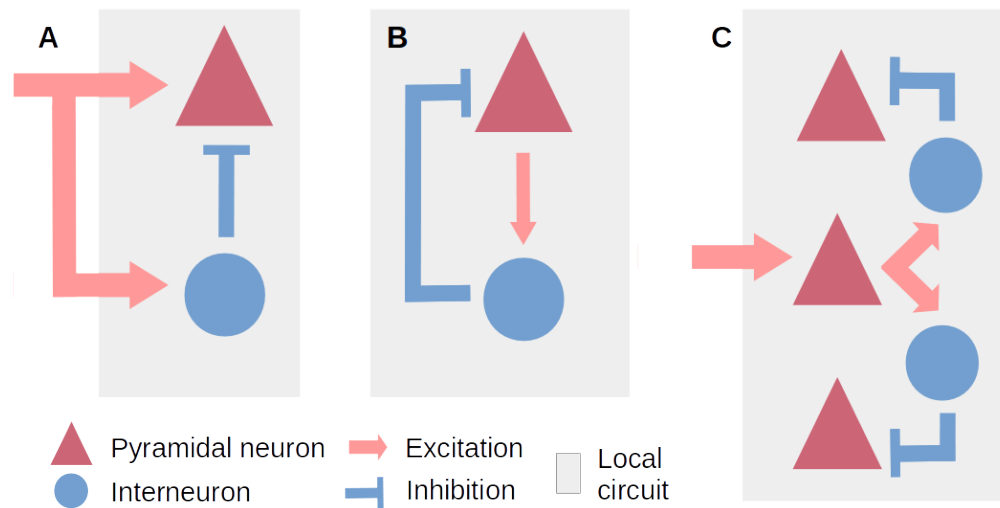 A
B
C
Pyramidal neuron
Excitation
Local
circuit
Interneuron
Inhibition